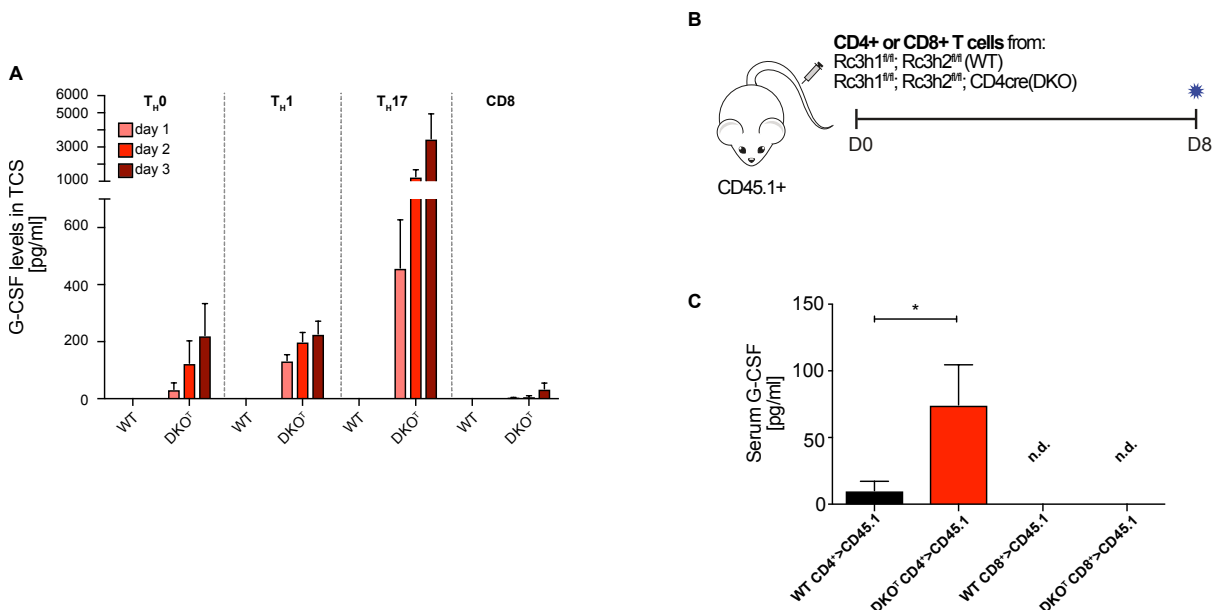 A
G-CSF levels in TCS
[pg/ml]
6000
5000
3000
1000
600
400
200
0
T_H0
T_H1
T_H17
CD8
day 1
day 2
day 3
WT
DKOᵀ
WT
DKOᵀ
WT
DKOᵀ
WT
DKOᵀ
B
CD4+ or CD8+ T cells from:
Rc3h1fl/fl; Rc3h2fl/fl (WT)
Rc3h1fl/fl; Rc3h2fl/fl; CD4cre(DKO)
D0
D8
CD45.1+
C
Serum G-CSF
[pg/ml]
150
100
50
0
*
n.d.
n.d.
WT CD4⁺>CD45.1
DKOᵀ CD4⁺>CD45.1
WT CD8⁺>CD45.1
DKOᵀ CD8⁺>CD45.1